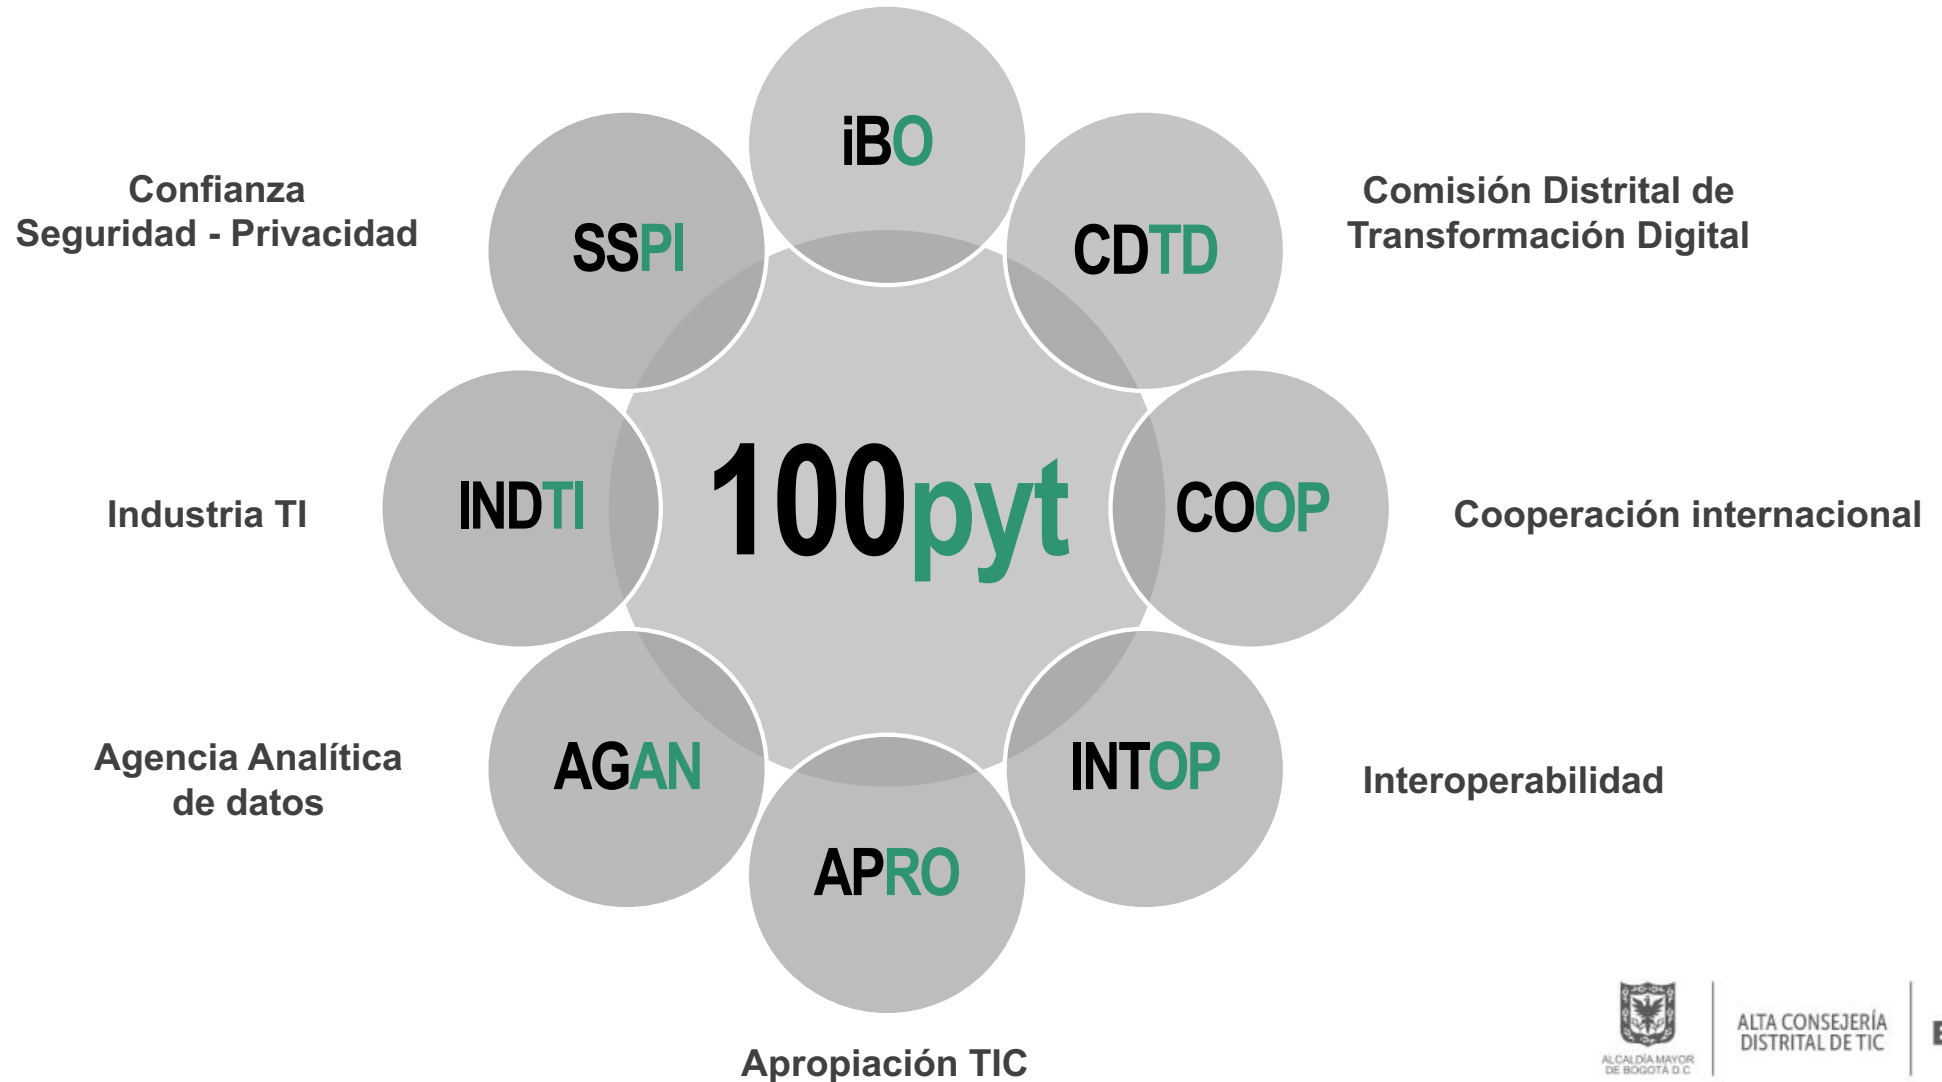 iBO
Confianza
Seguridad - Privacidad
SSPI
CDTD
Comisión Distrital de
Transformación Digital
Industria TI
INDTI
100pyt
COOP
Cooperación internacional
Agencia Analítica
de datos
AGAN
INTOP
Interoperabilidad
APRO
Apropiación TIC
ALCALDÍA MAYOR
DE BOGOTÁ D.C
ALTA CONSEJERÍA
DISTRITAL DE TIC